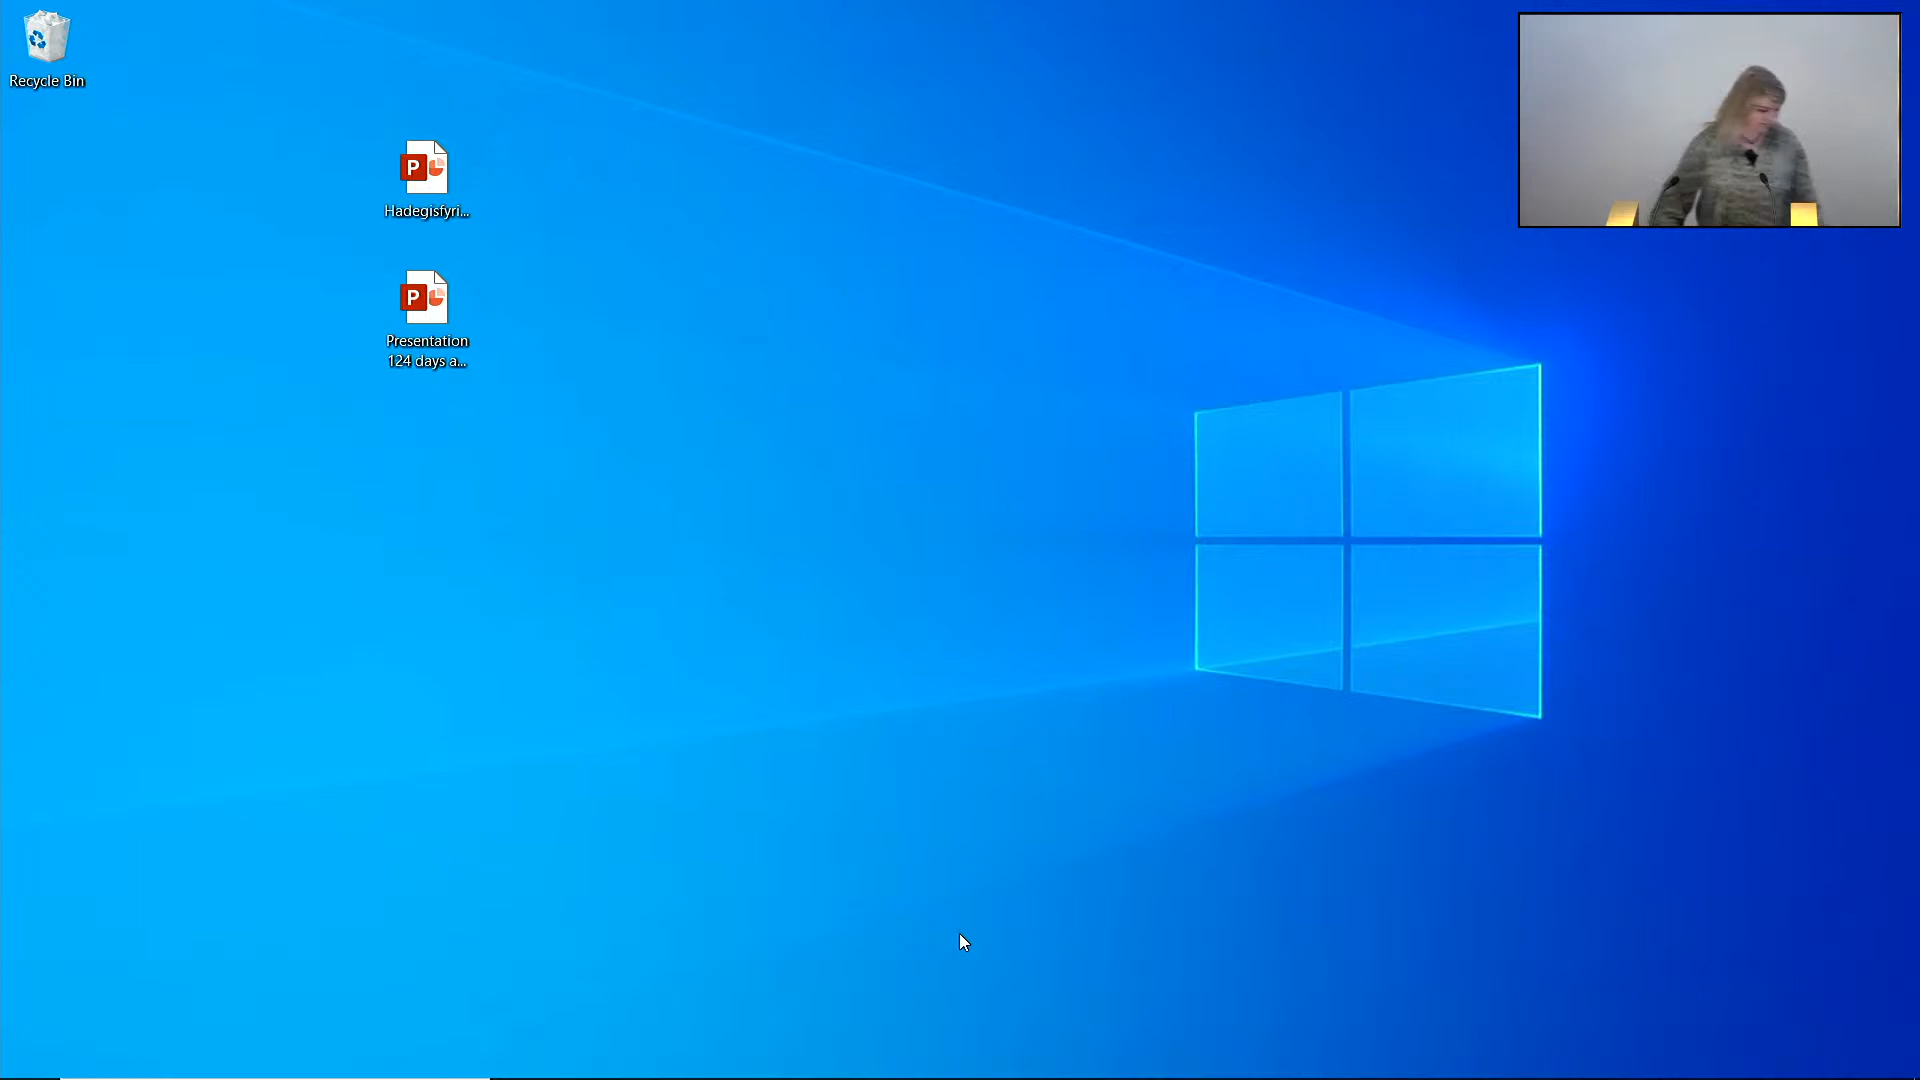 Recycle Bin
P
Hadegisfyri...
P
Presentation
124 days a...